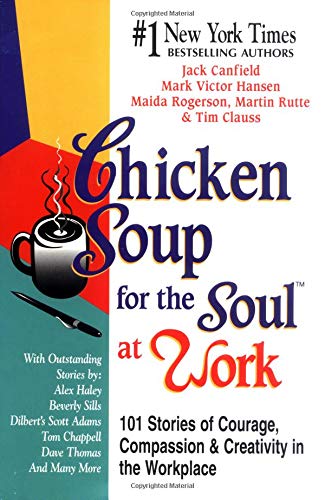 #1 New York Times
BESTSELLING AUTHORS
Jack Canfield
Mark Victor Hansen
Maida Rogerson, Martin Rutte
& Tim Clauss
Chicken
Soup
for the Soul™
at Work
With Outstanding
Stories by:
Alex Haley
Beverly Sills
Dilbert's Scott Adams
Tom Chappell
Dave Thomas
And Many More
101 Stories of Courage,
Compassion & Creativity in
the Workplace